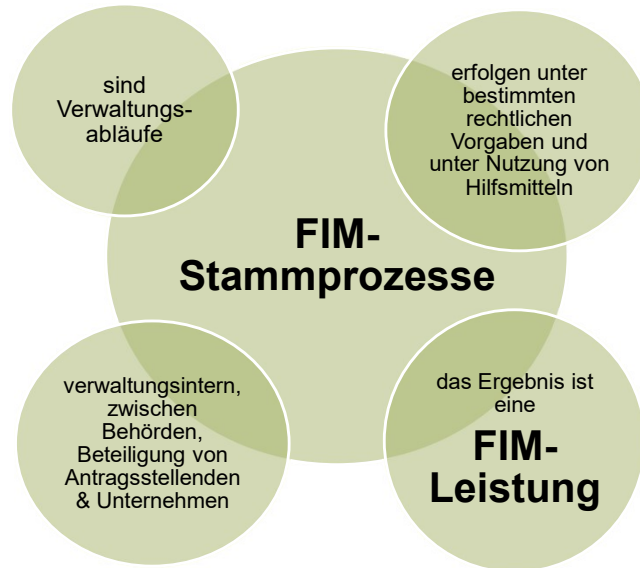 sind
Verwaltungs-
abläufe
erfolgen unter
bestimmten
rechtlichen
Vorgaben und
unter Nutzung von
Hilfsmitteln
FIM-
Stammprozesse
verwaltungsintern,
zwischen
Behörden,
Beteiligung von
Antragsstellenden
& Unternehmen
das Ergebnis ist
eine
FIM-
Leistung